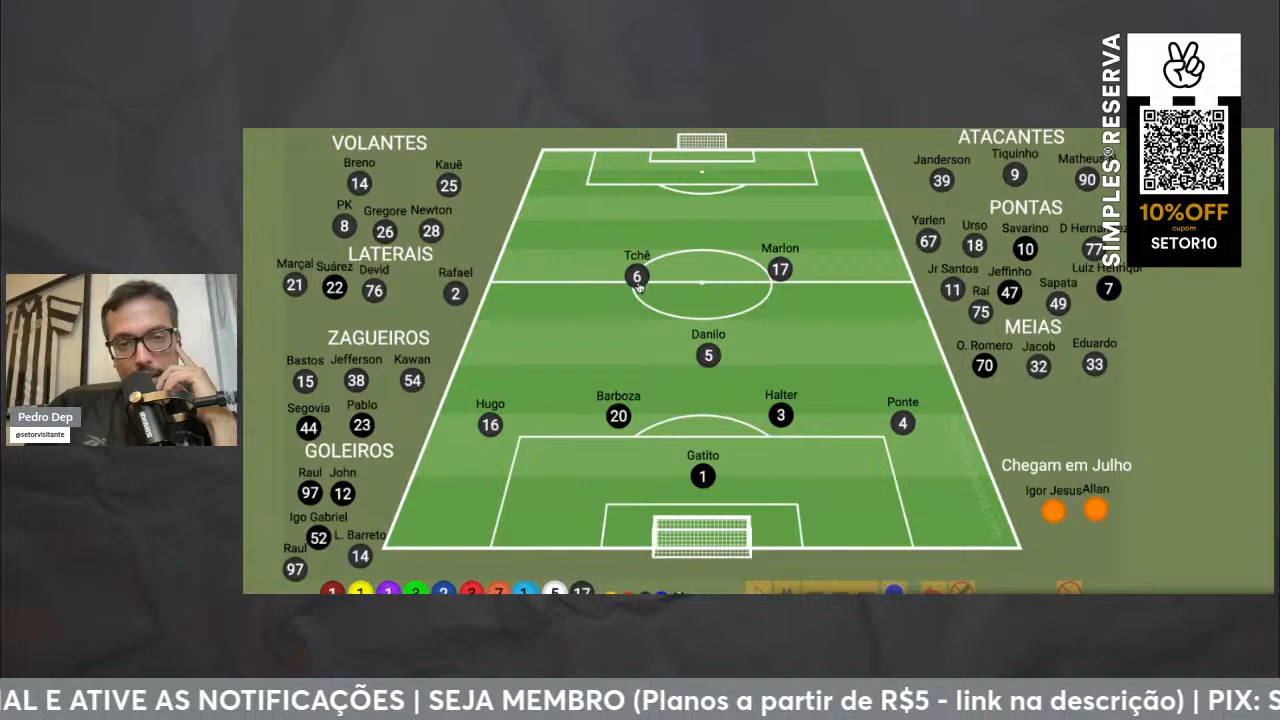 SIMPLES RESERVA
10%OFF
cupom
SETOR10
VOLANTES
Breno
14
Kauê
25
PK
8
Gregore
26
Newton
28
LATERAIS
Marçal
21
Suárez
22
David
76
Rafael
2
ZAGUEIROS
Bastos
15
Jefferson
38
Kawan
54
Segovia
44
Pablo
23
GOLEIROS
Raul
97
John
12
Igo Gabriel
52
L. Barreto
14
Raul
97
Tchê
6
Marlon
17
Danilo
5
Hugo
16
Barboza
20
Halter
3
Ponte
4
Gatito
1
ATACANTES
Janderson
39
Tiquinho
9
Matheus
90
PONTAS
Yarlen
67
Urso
18
Savarino
10
D Hernandez
77
Jr Santos
11
Jeffinho
47
Raí
75
Sapata
49
Luiz Henriqu
7
MEIAS
O. Romero
70
Jacob
32
Eduardo
33
Chegam em Julho
Igor Jesus
Allan
Pedro Dep
@setorvisitante
NAL E ATIVE AS NOTIFICAÇÕES | SEJA MEMBRO (Planos a partir de R$5 - link na descrição) | PIX: S